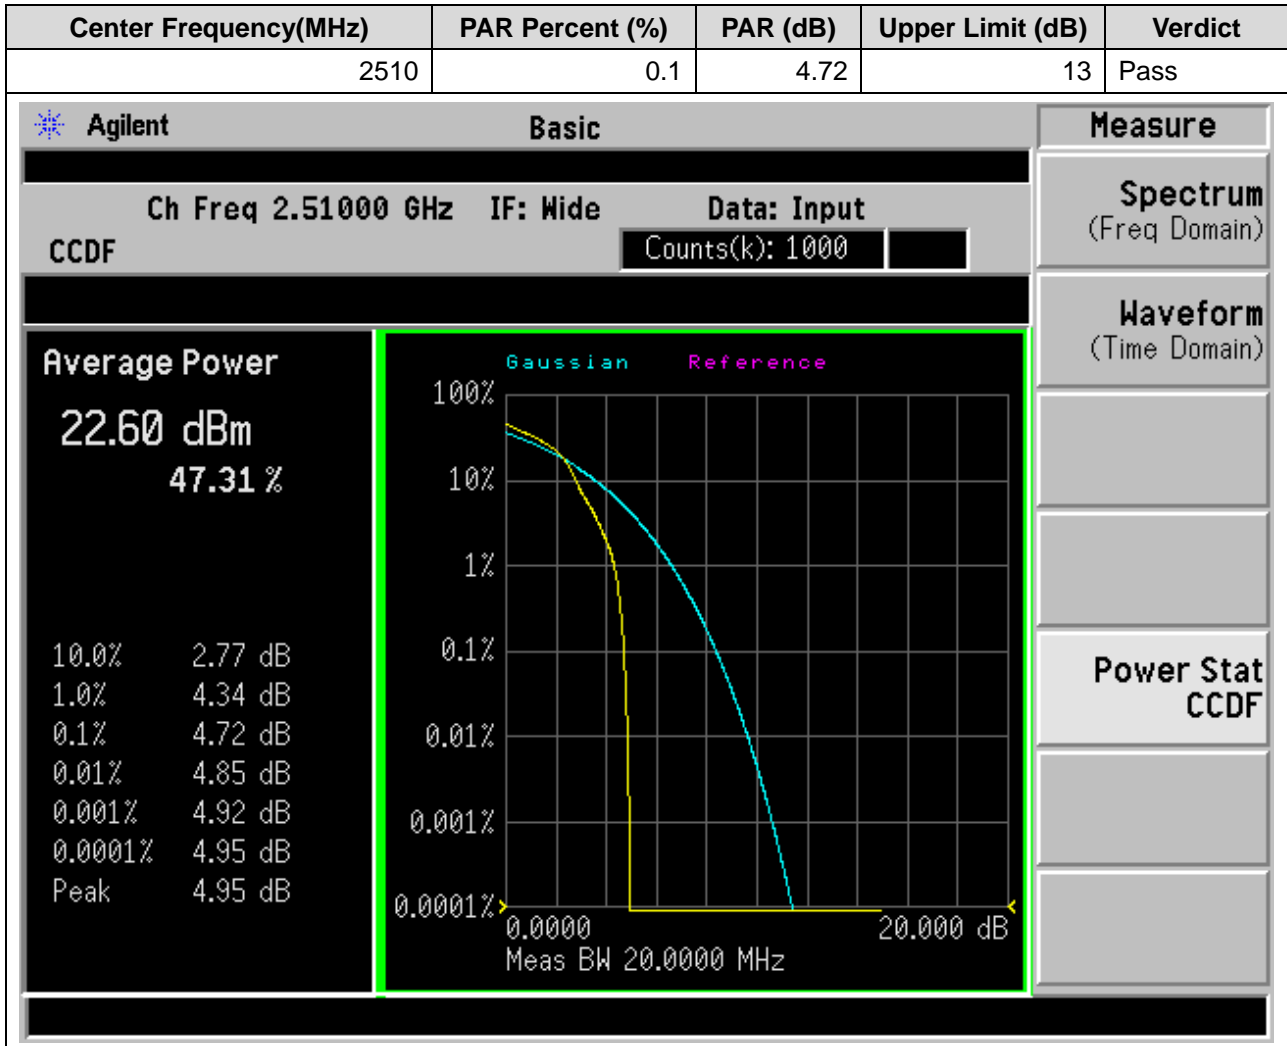 Center Frequency(MHz) PAR Percent (%) PAR (dB) Upper Limit (dB) Verdict
2510 0.1 4.72 13 Pass
Agilent Basic Measure
Ch Freq 2.51000 GHz IF: Wide Data: Input
CCDF Counts(k): 1000
Spectrum
(Freq Domain)
Waveform
(Time Domain)
Power Stat
CCDF
Average Power
22.60 dBm
47.31 %
10.0% 2.77 dB
1.0% 4.34 dB
0.1% 4.72 dB
0.01% 4.85 dB
0.001% 4.92 dB
0.0001% 4.95 dB
Peak 4.95 dB
Gaussian Reference
100%
10%
1%
0.1%
0.01%
0.001%
0.0001%
0.0000 20.000 dB
Meas BW 20.0000 MHz